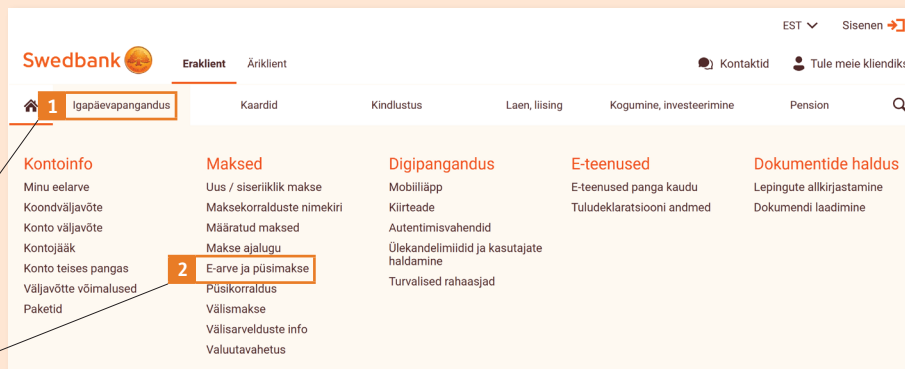 EST Sisenen
Swedbank Eraklient Äriklient Kontaktid Tule meie kliendiks
1 Igapäevapangandus Kaardid Kindlustus Laen, liising Kogumine, investeerimine Pension
Kontoinfo
Minu eelarve
Koondväljavõte
Konto väljavõte
Kontojääk
Konto teises pangas
Väljavõtte võimalused
Paketid
Maksed
Uus / siseriiklik makse
Maksekorralduste nimekiri
Määratud maksed
Makse ajalugu
2 E-arve ja püsimakse
Püsikorraldus
Välismakse
Välisarvelduste info
Valuutavahetus
Digipangandus
Mobiiliäpp
Kiirteade
Autentimisvahendid
Ülekandelimiidid ja kasutajate
haldamine
Turvalised rahaasjad
E-teenused
E-teenused panga kaudu
Tuludeklaratsiooni andmed
Dokumentide haldus
Lepingute allkirjastamine
Dokumendi laadimine